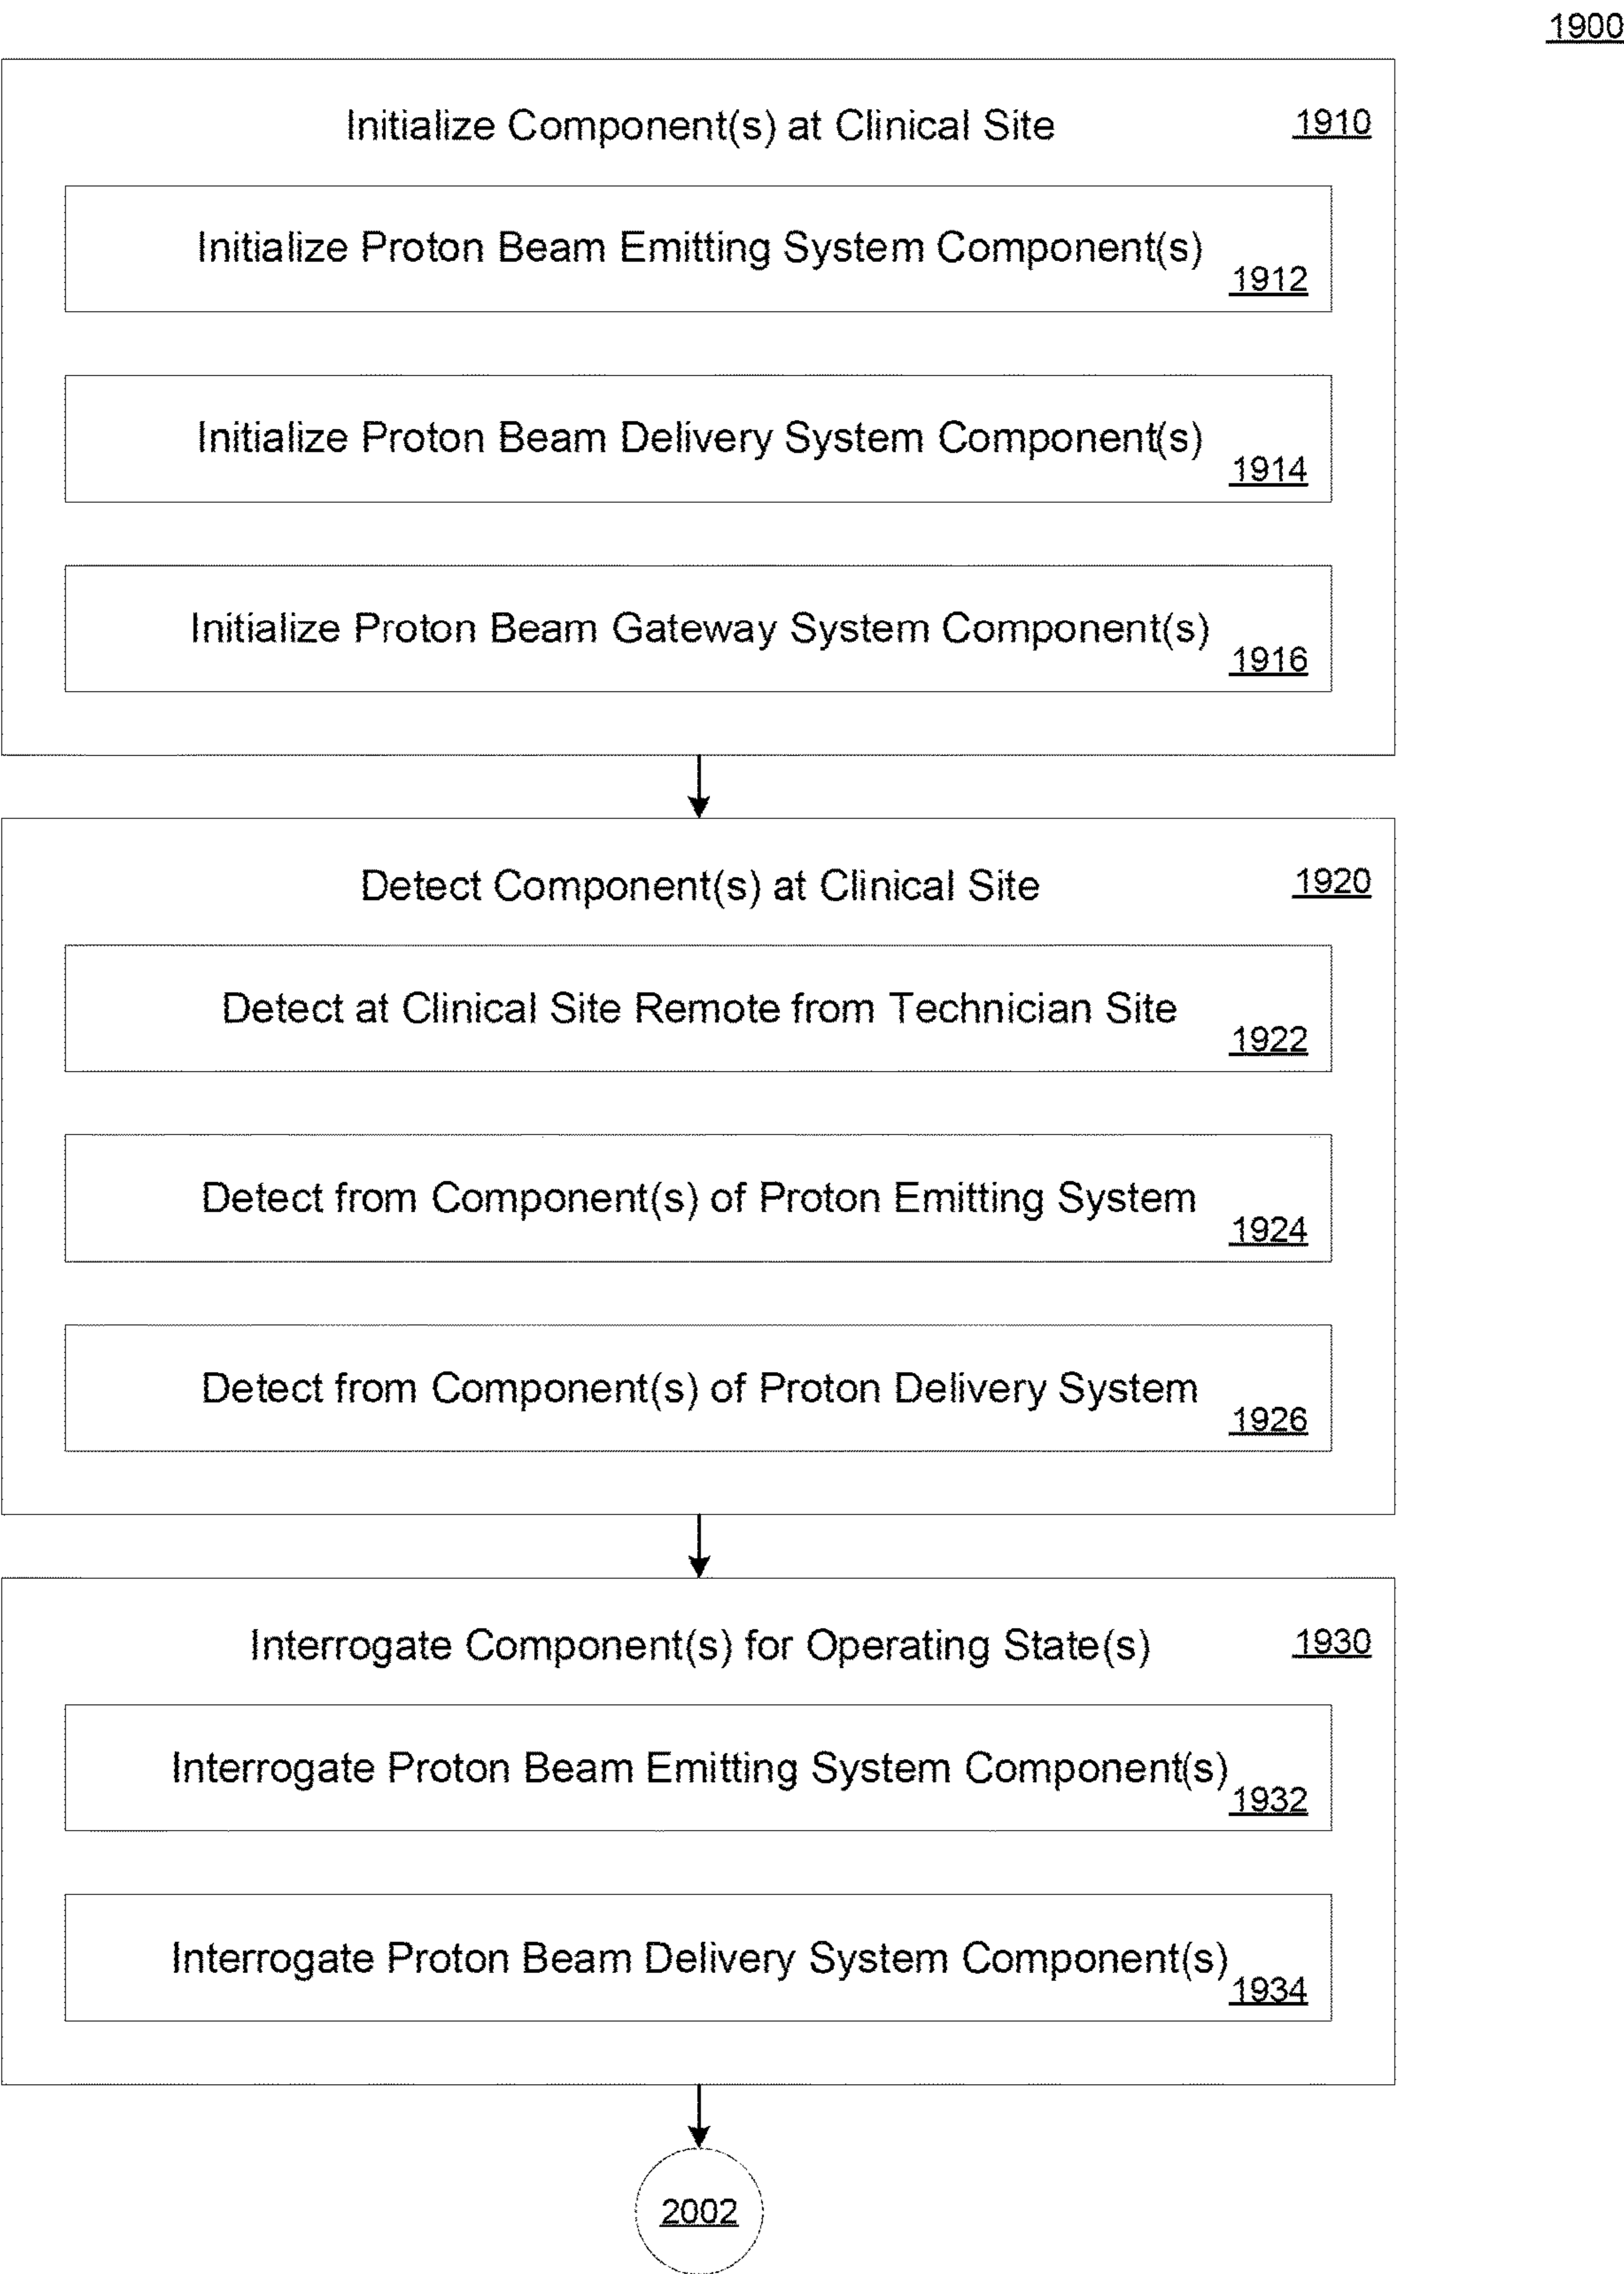 1900
Initialize Component(s) at Clinical Site 1910
Initialize Proton Beam Emitting System Component(s) 1912
Initialize Proton Beam Delivery System Component(s) 1914
Initialize Proton Beam Gateway System Component(s) 1916
Detect Component(s) at Clinical Site 1920
Detect at Clinical Site Remote from Technician Site 1922
Detect from Component(s) of Proton Emitting System 1924
Detect from Component(s) of Proton Delivery System 1926
Interrogate Component(s) for Operating State(s) 1930
Interrogate Proton Beam Emitting System Component(s) 1932
Interrogate Proton Beam Delivery System Component(s) 1934
2002